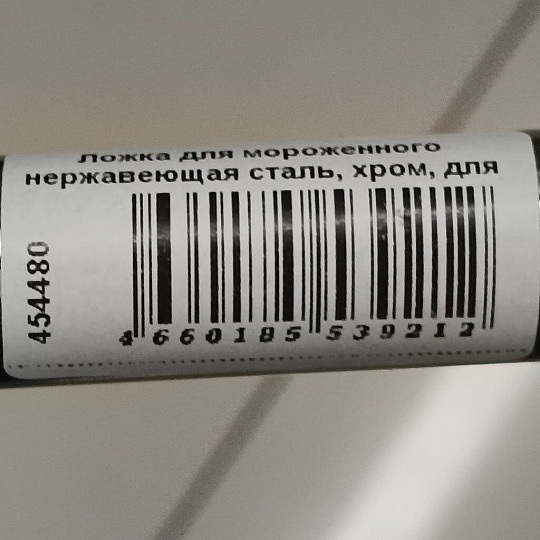 Ложка для мороженного
нержавеющая сталь, хром, для
454480
4 660185 539212